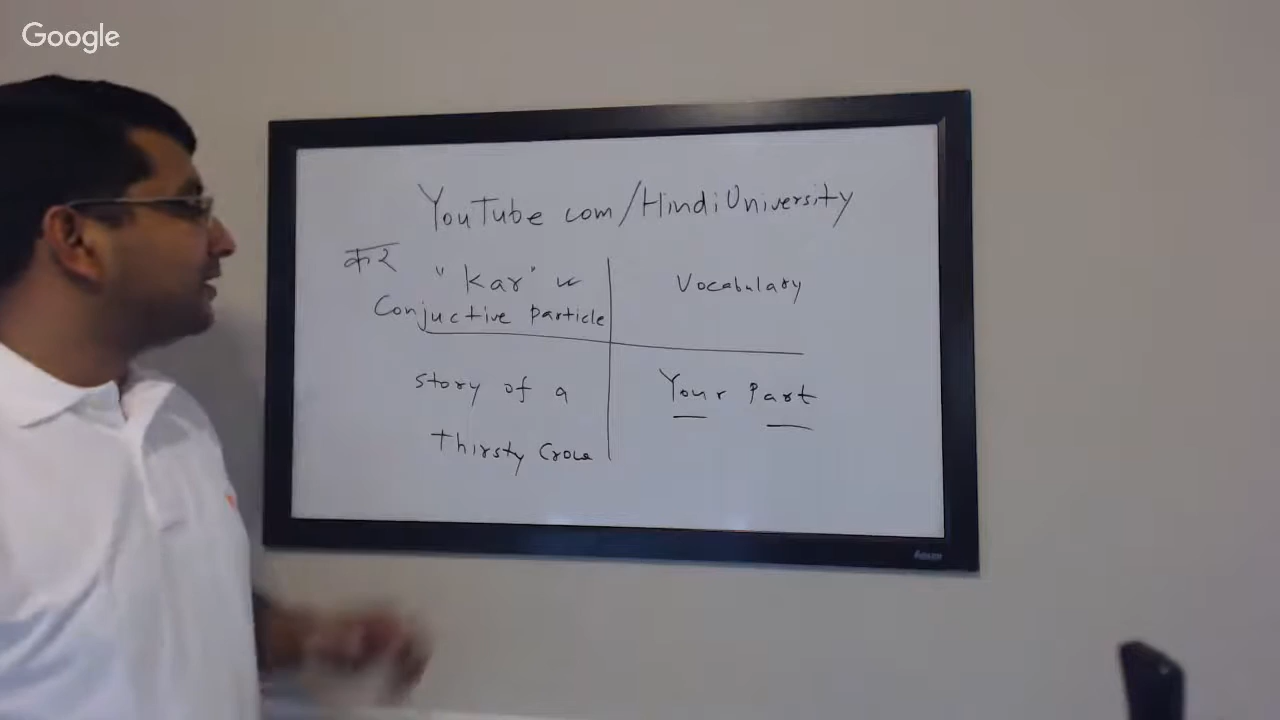 Google
YouTube com/HindiUniversity
कर
"Kar"
Conjuctive Particle
Vocabulary
Story of a
Thirsty Crow
Your Part